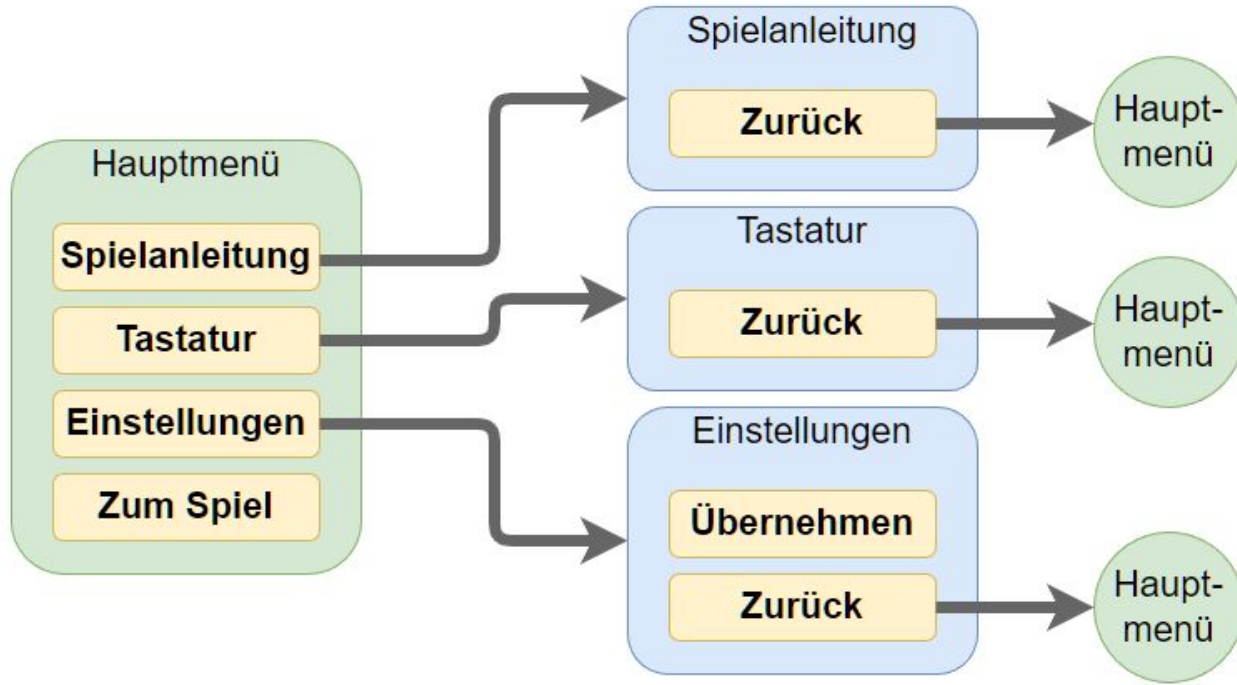 Hauptmenü
Spielanleitung
Tastatur
Einstellungen
Zum Spiel
Spielanleitung
Zurück
Haupt-
menü
Tastatur
Zurück
Haupt-
menü
Einstellungen
Übernehmen
Zurück
Haupt-
menü